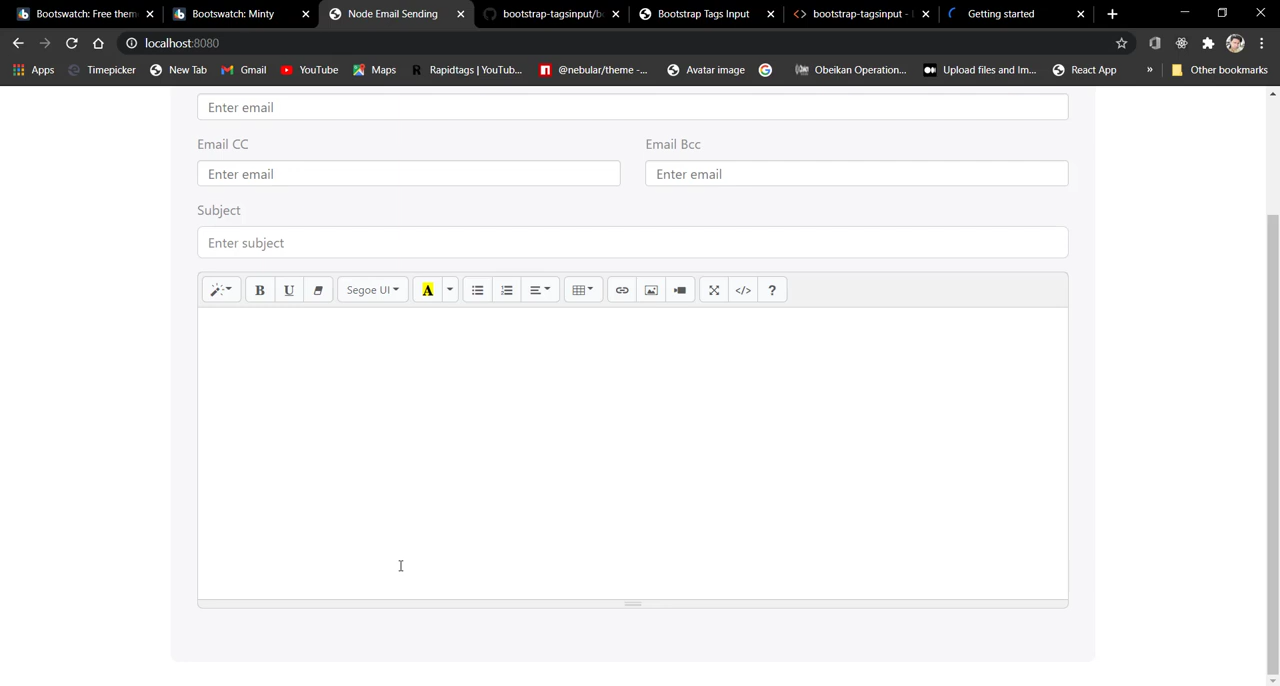 Bootswatch: Free them
Bootswatch: Minty
Node Email Sending
bootstrap-tagsinput/b
Bootstrap Tags Input
bootstrap-tagsinput -
Getting started
localhost:8080
Apps
Timepicker
New Tab
Gmail
YouTube
Maps
Rapidtags | YouTub...
@nebular/theme -...
Avatar image
Obeikan Operation...
Upload files and Im...
React App
»
Other bookmarks
Enter email
Email CC
Email Bcc
Enter email
Enter email
Subject
Enter subject
B
U
Segoe UI
A
</>
?